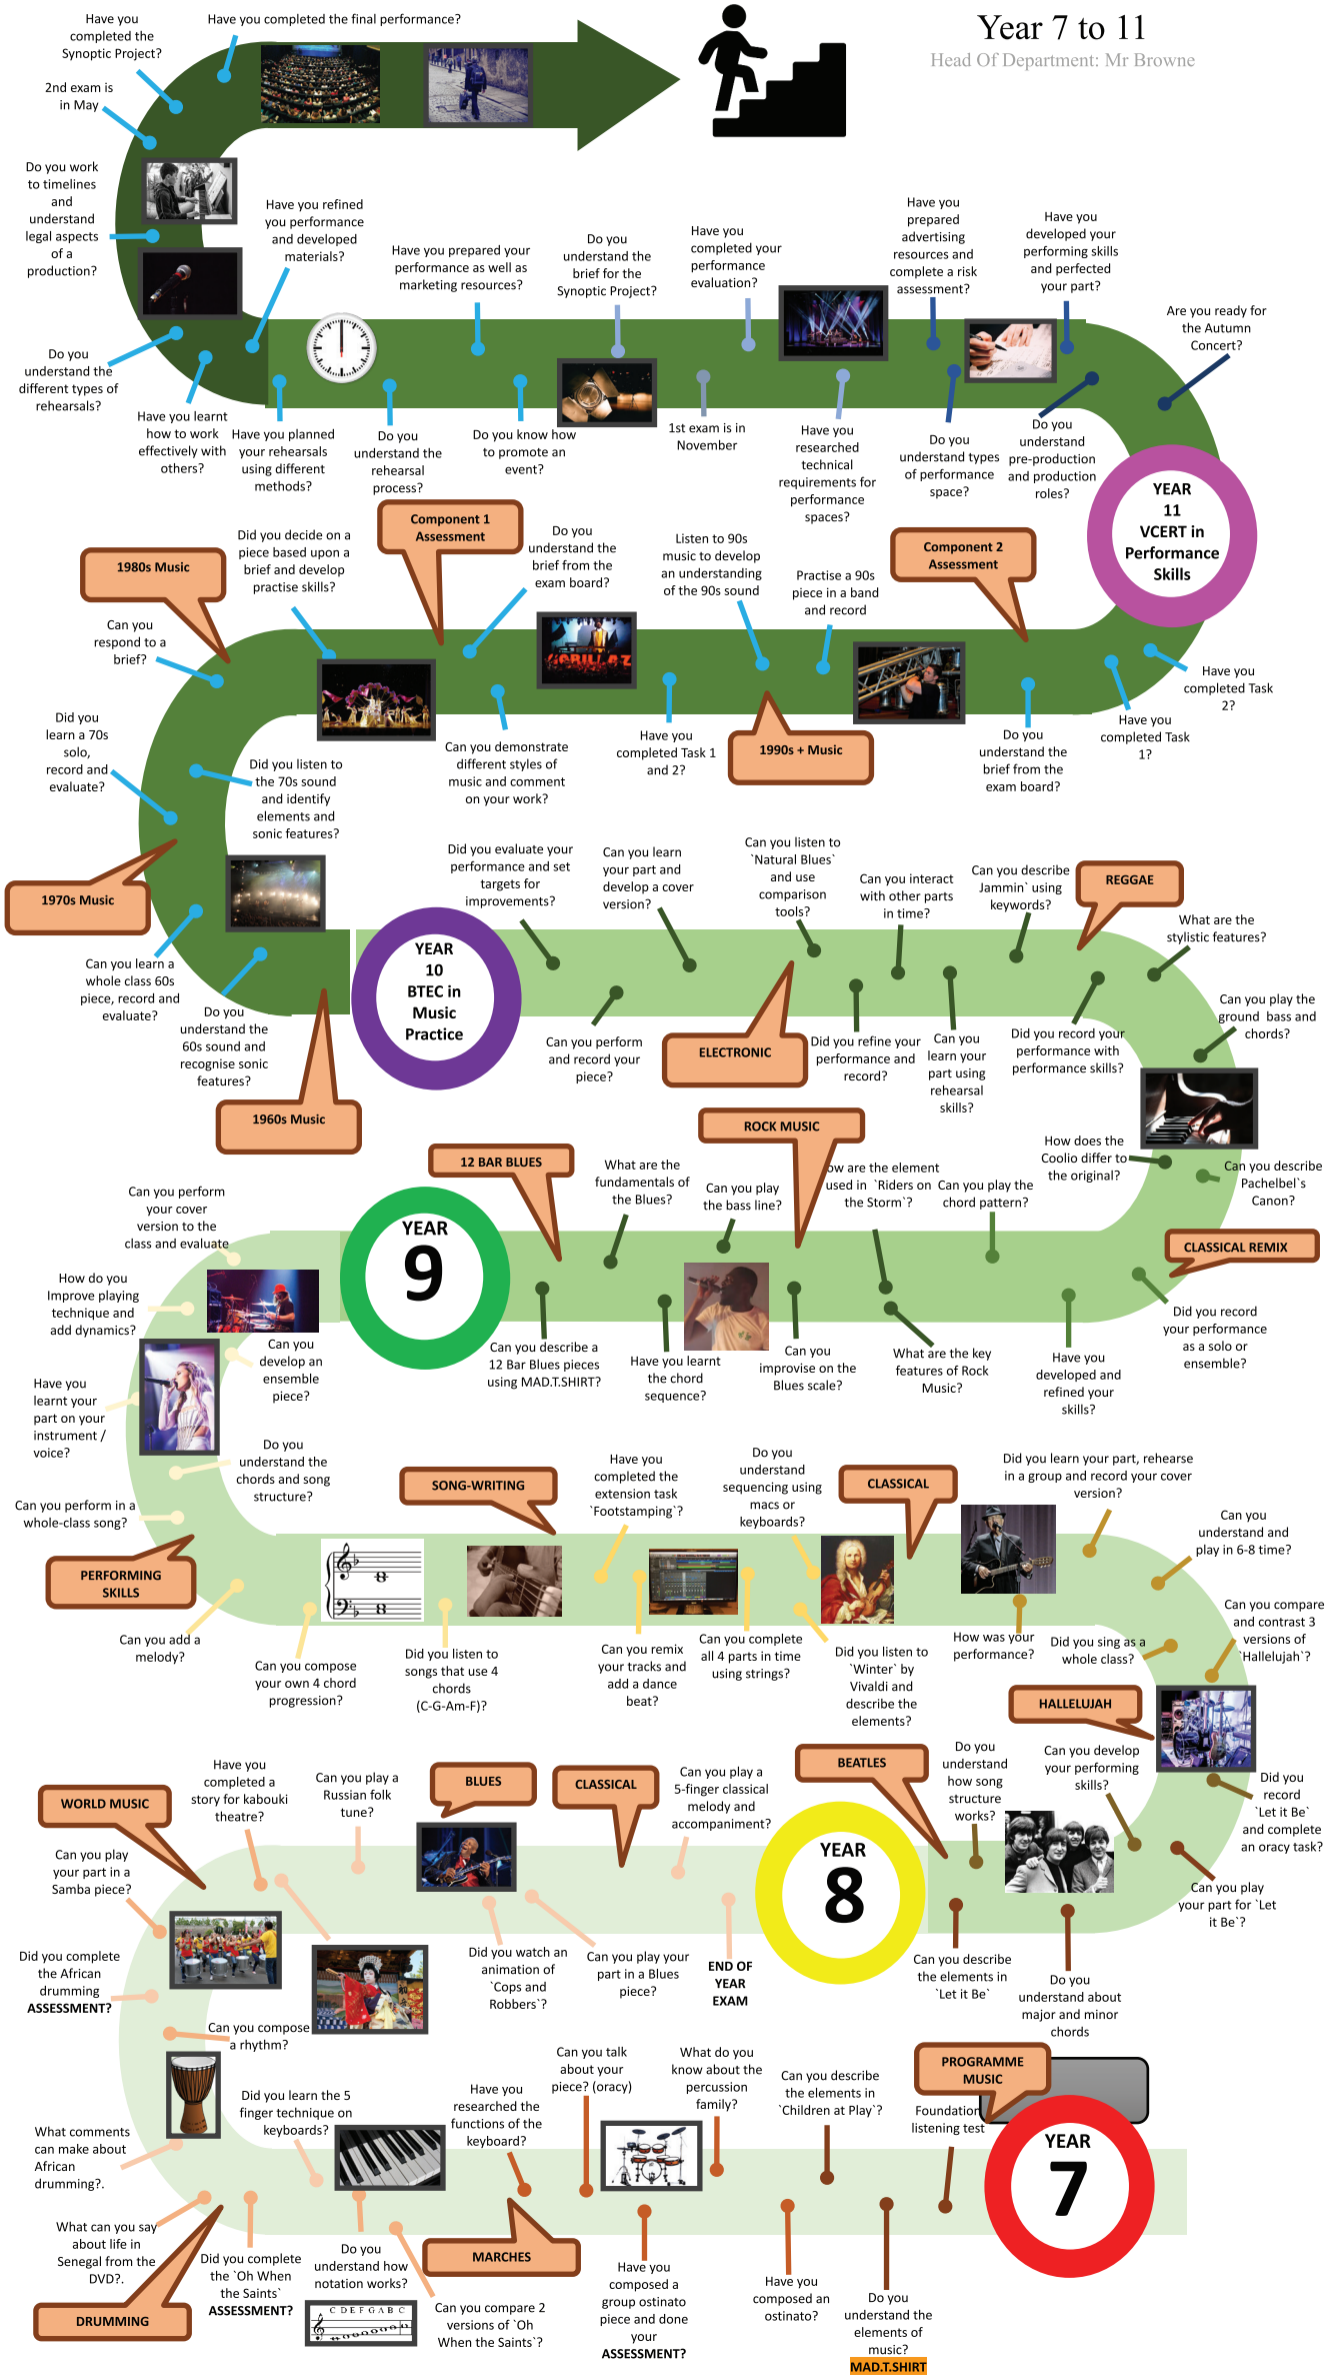 Year 7 to 11
Head Of Department: Mr Browne
Have you
completed the
Synoptic Project?
Have you completed the final performance?
2nd exam is
in May
Do you work
to timelines
and
understand
legal aspects
of a
production?
Have you refined
you performance
and developed
materials?
Have you prepared your
performance as well as
marketing resources?
Do you
understand the
brief for the
Synoptic Project?
Have you
completed your
performance
evaluation?
Have you
prepared
advertising
resources and
complete a risk
assessment?
Have you
developed your
performing skills
and perfected
your part?
Are you ready for
the Autumn
Concert?
Do you
understand the
different types of
rehearsals?
Have you learnt
how to work
effectively with
others?
Have you planned
your rehearsals
using different
methods?
Do you
understand the
rehearsal
process?
Do you know how
to promote an
event?
1st exam is in
November
Have you
researched
technical
requirements for
performance
spaces?
Do you
understand types
of performance
space?
Do you
understand
pre-production
and production
roles?
YEAR
11
VCERT in
Performance
Skills
1980s Music
Did you decide on a
piece based upon a
brief and develop
practise skills?
Component 1
Assessment
Do you
understand the
brief from the
exam board?
Listen to 90s
music to develop
an understanding
of the 90s sound
Practise a 90s
piece in a band
and record
Component 2
Assessment
Can you
respond to a
brief?
GORILLAZ
Have you
completed Task
2?
Have you
completed Task
1?
Did you
learn a 70s
solo,
record and
evaluate?
Did you listen to
the 70s sound
and identify
elements and
sonic features?
Can you demonstrate
different styles of
music and comment
on your work?
Have you
completed Task 1
and 2?
1990s + Music
Do you
understand the
brief from the
exam board?
1970s Music
Can you learn a
whole class 60s
piece, record and
evaluate?
Do you
understand the
60s sound and
recognise sonic
features?
1960s Music
YEAR
10
BTEC in
Music
Practice
Did you evaluate your
performance and set
targets for
improvements?
Can you learn
your part and
develop a cover
version?
Can you listen to
`Natural Blues`
and use
comparison
tools?
Can you interact
with other parts
in time?
Can you describe
Jammin` using
keywords?
REGGAE
What are the
stylistic features?
Can you play the
ground bass and
chords?
Can you perform
and record your
piece?
ELECTRONIC
Did you refine your
performance and
record?
Can you
learn your
part using
rehearsal
skills?
Did you record your
performance with
performance skills?
How does the
Coolio differ to
the original?
Can you describe
Pachelbel`s
Canon?
CLASSICAL REMIX
Did you record
your performance
as a solo or
ensemble?
YEAR
9
12 BAR BLUES
What are the
fundamentals of
the Blues?
Can you play
the bass line?
ROCK MUSIC
ow are the element
used in `Riders on
the Storm`?
Can you play the
chord pattern?
Can you describe a
12 Bar Blues pieces
using MAD.T.SHIRT?
Have you learnt
the chord
sequence?
Can you
improvise on the
Blues scale?
What are the key
features of Rock
Music?
Have you
developed and
refined your
skills?
Can you perform
your cover
version to the
class and evaluate
How do you
Improve playing
technique and
add dynamics?
Can you
develop an
ensemble
piece?
Have you
learnt your
part on your
instrument /
voice?
Do you
understand the
chords and song
structure?
Can you perform in a
whole-class song?
PERFORMING
SKILLS
SONG-WRITING
Have you
completed the
extension task
`Footstamping`?
Do you
understand
sequencing using
macs or
keyboards?
CLASSICAL
Did you learn your part, rehearse
in a group and record your cover
version?
Can you
understand and
play in 6-8 time?
Can you compare
and contrast 3
versions of
`Hallelujah`?
Can you add a
melody?
Can you compose
your own 4 chord
progression?
Did you listen to
songs that use 4
chords
(C-G-Am-F)?
Can you remix
your tracks and
add a dance
beat?
Can you complete
all 4 parts in time
using strings?
Did you listen to
`Winter` by
Vivaldi and
describe the
elements?
How was your
performance?
Did you sing as a
whole class?
HALLELUJAH
WORLD MUSIC
Have you
completed a
story for kabouki
theatre?
Can you play a
Russian folk
tune?
BLUES
CLASSICAL
Can you play a
5-finger classical
melody and
accompaniment?
YEAR
8
BEATLES
Do you
understand
how song
structure
works?
Can you develop
your performing
skills?
Did you
record
`Let it Be`
and complete
an oracy task?
Can you play
your part for `Let
it Be`?
Can you play
your part in a
Samba piece?
Did you complete
the African
drumming
ASSESSMENT?
Can you compose
a rhythm?
Did you watch an
animation of
`Cops and
Robbers`?
Can you play your
part in a Blues
piece?
END OF
YEAR
EXAM
Can you describe
the elements in
`Let it Be`
Do you
understand about
major and minor
chords
What comments
can make about
African
drumming?.
Did you learn the 5
finger technique on
keyboards?
Have you
researched the
functions of the
keyboard?
Can you talk
about your
piece? (oracy)
What do you
know about the
percussion
family?
Can you describe
the elements in
`Children at Play`?
PROGRAMME
MUSIC
Foundation
listening test
YEAR
7
What can you say
about life in
Senegal from the
DVD?.
DRUMMING
Did you complete
the `Oh When
the Saints`
ASSESSMENT?
Do you
understand how
notation works?
C D E F G A B C
MARCHES
Can you compare 2
versions of `Oh
When the Saints`?
Have you
composed a
group ostinato
piece and done
your
ASSESSMENT?
Have you
composed an
ostinato?
Do you
understand the
elements of
music?
MAD.T.SHIRT